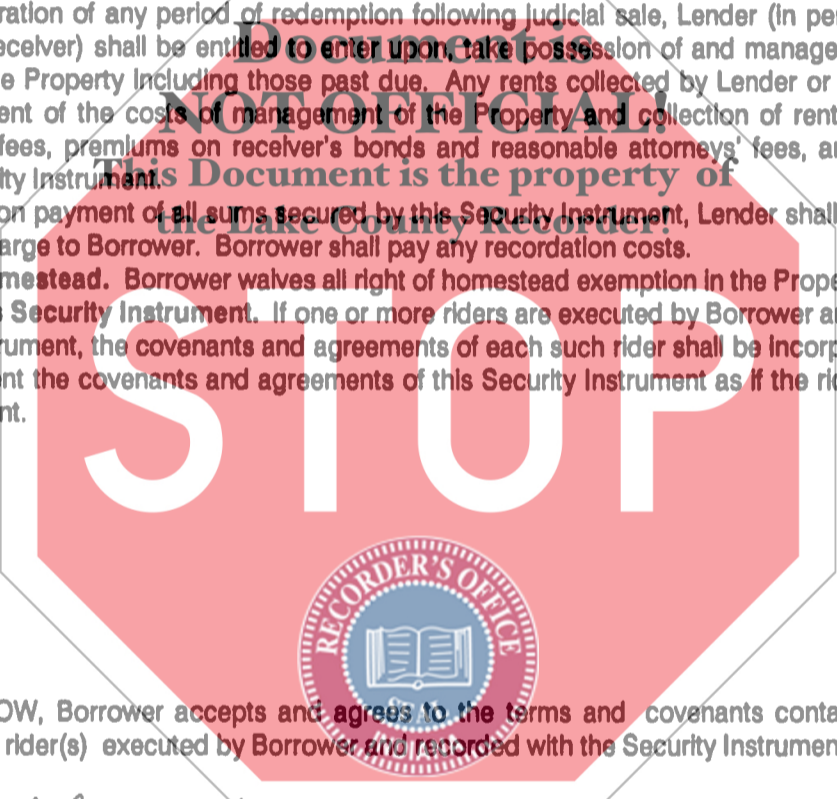 ration of any period of redemption following judicial sale, Lender (in pe
eceiver) shall be entitled to enter upon, take possession of and manage
Document is
e Property including those past due. Any rents collected by Lender or
ent of the costs of management of the Property and collection of rent
NOT OFFICIAL!
fees, premiums on receiver's bonds and reasonable attorneys' fees, a
ity Instrument.
This Document is the property of
on payment of all sums secured by this Security Instrument, Lender shall
the Lake County Recorder!
arge to Borrower. Borrower shall pay any recordation costs.
mestead. Borrower waives all right of homestead exemption in the Prope
Security Instrument. If one or more riders are executed by Borrower a
rument, the covenants and agreements of each such rider shall be incorp
nt the covenants and agreements of this Security Instrument as if the ri
nt.
STOP
RECORDER'S OFFICE
SEAL
INDIANA
OW, Borrower accepts and agrees to the terms and covenants conta
rider(s) executed by Borrower and recorded with the Security Instrumen